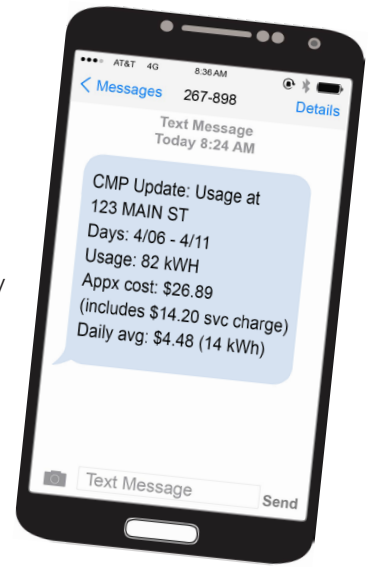 AT&T 4G 8:36 AM
Messages 267-898 Details
Text Message
Today 8:24 AM
CMP Update: Usage at
123 MAIN ST
Days: 4/06 - 4/11
Usage: 82 kWH
Appx cost: $26.89
(includes $14.20 svc charge)
Daily avg: $4.48 (14 kWh)
Text Message Send